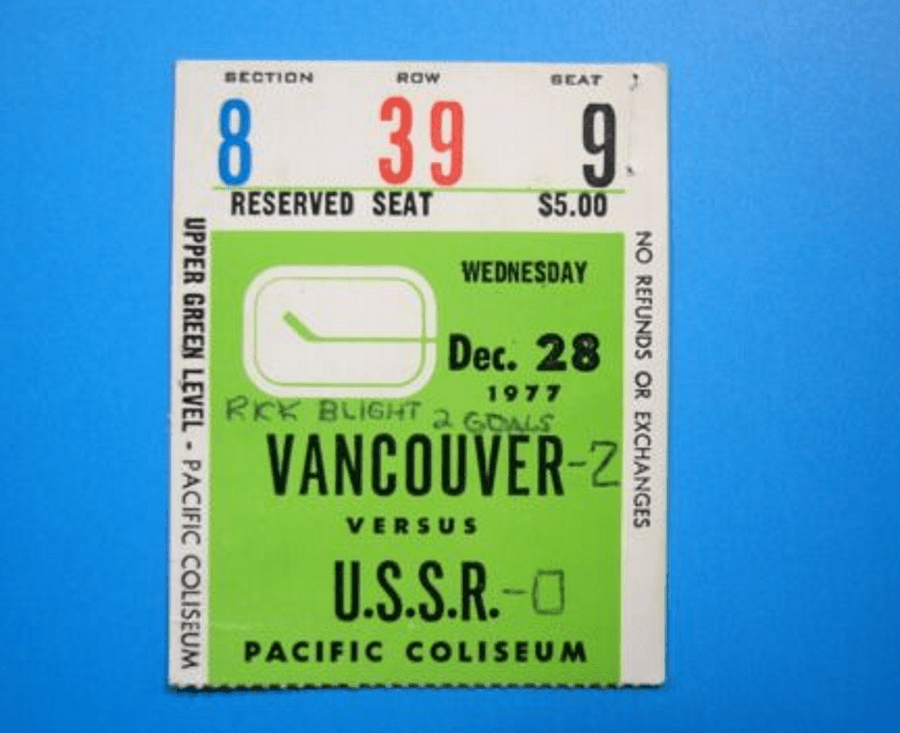 SECTION ROW SEAT
8 39 9
RESERVED SEAT $5.00
UPPER GREEN LEVEL - PACIFIC COLISEUM
NO REFUNDS OR EXCHANGES
WEDNESDAY
Dec. 28
1977
RICK BLIGHT 2 GOALS
VANCOUVER-2
VERSUS
U.S.S.R.-0
PACIFIC COLISEUM